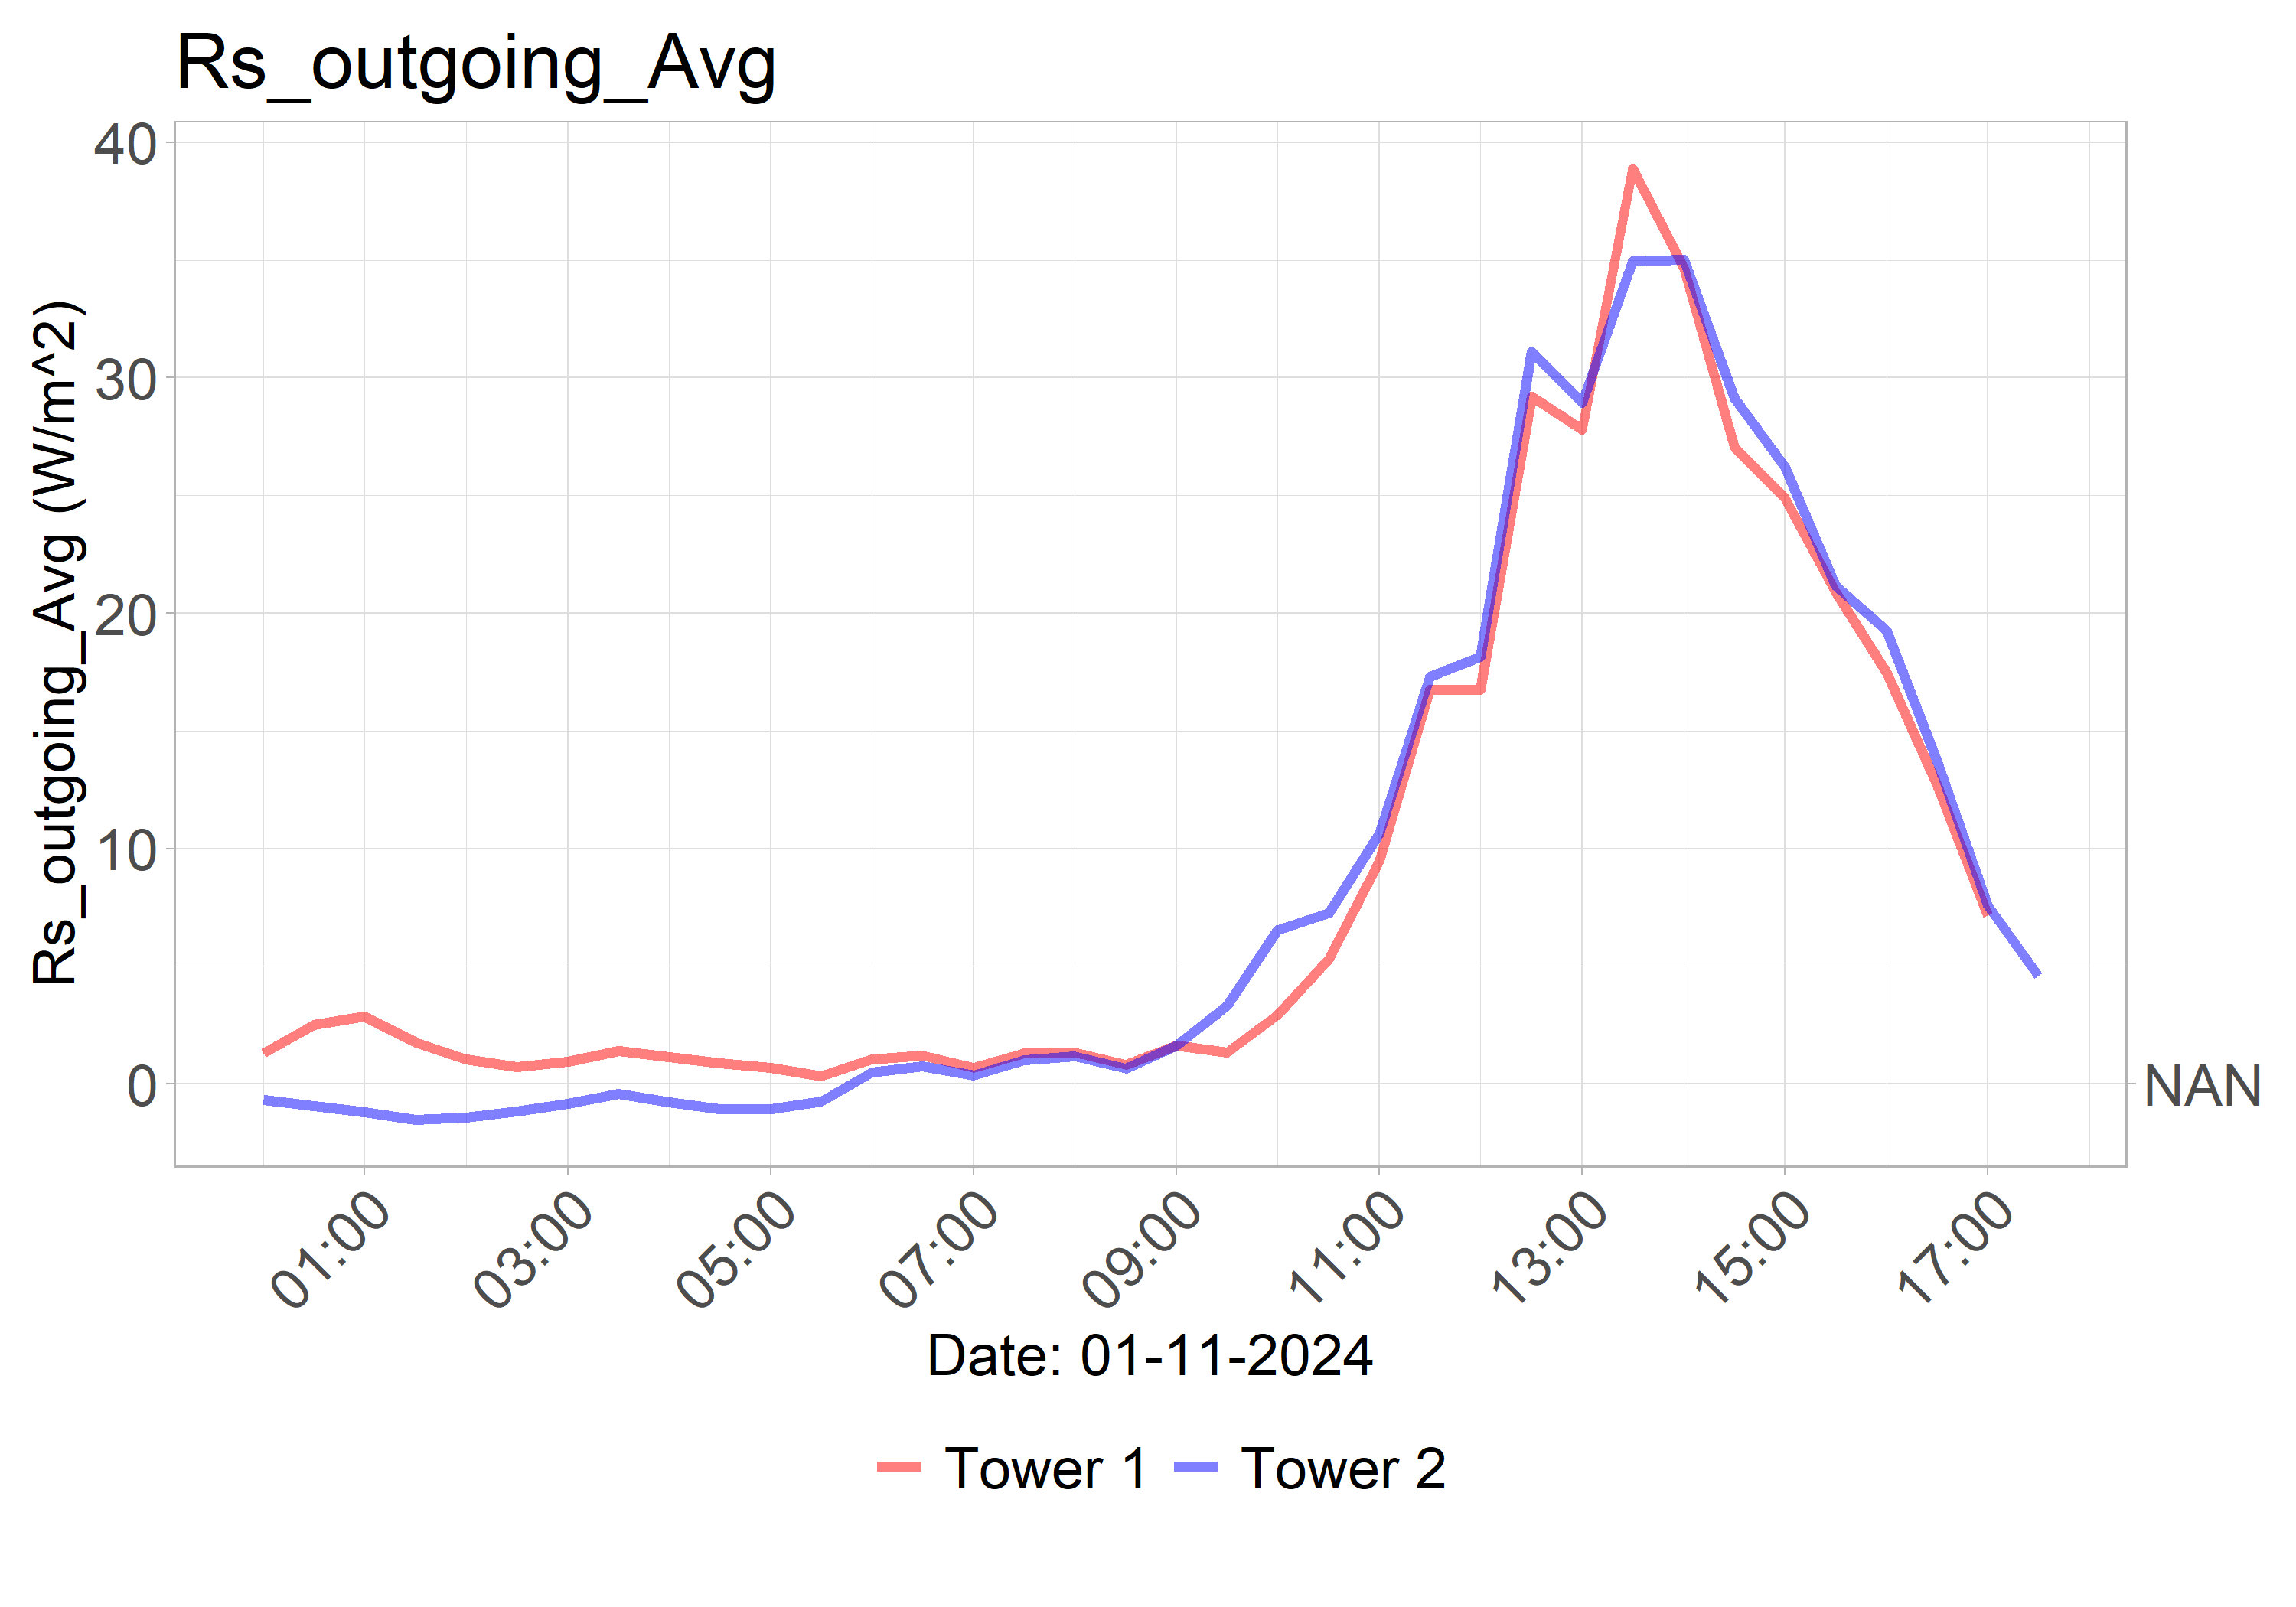 Rs_outgoing_Avg
Rs_outgoing_Avg (W/m^2)
40
30
20
10
0
NAN
01:00
03:00
05:00
07:00
09:00
11:00
13:00
15:00
17:00
Date: 01-11-2024
Tower 1
Tower 2